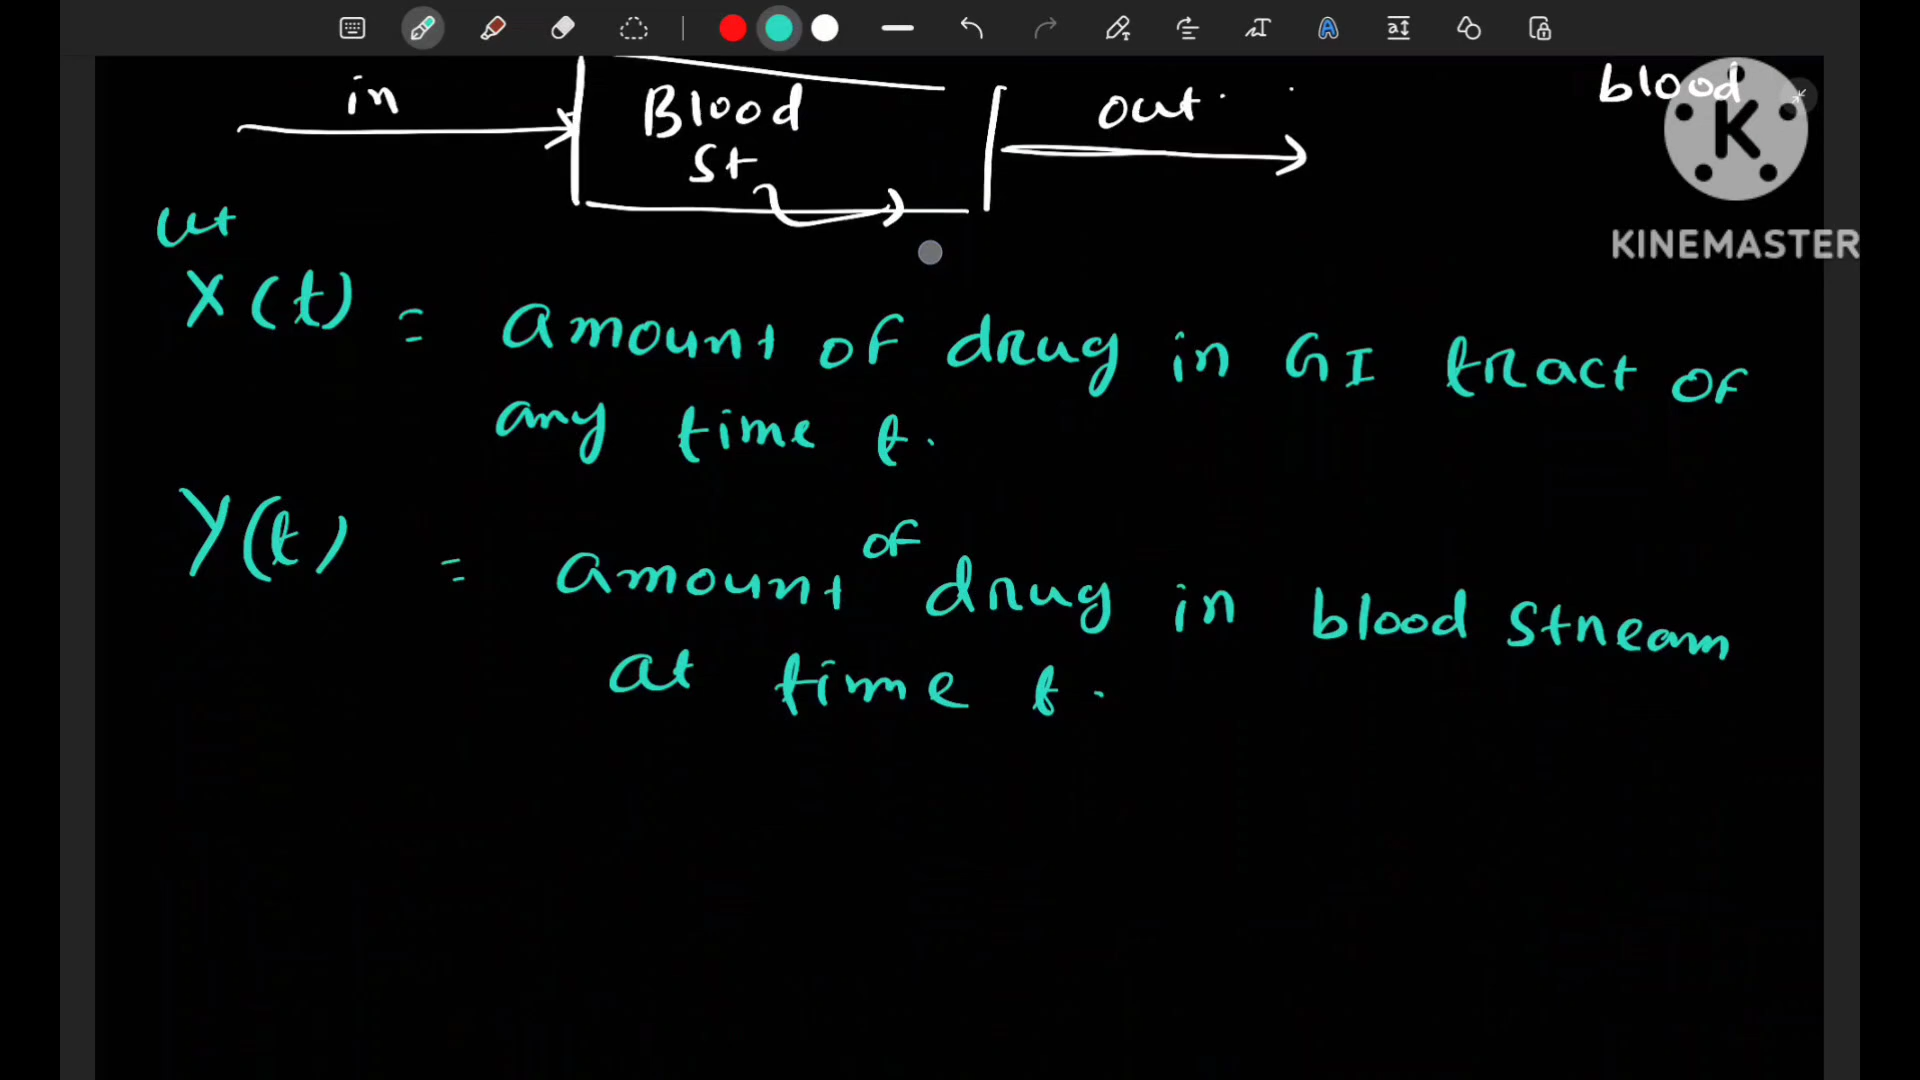 in
Blood
St
out
blood
K
KINEMASTER
let
X(t) = amount of drug in GI tract of
any time t.
Y(t) = amount of drug in blood stream
at time t.